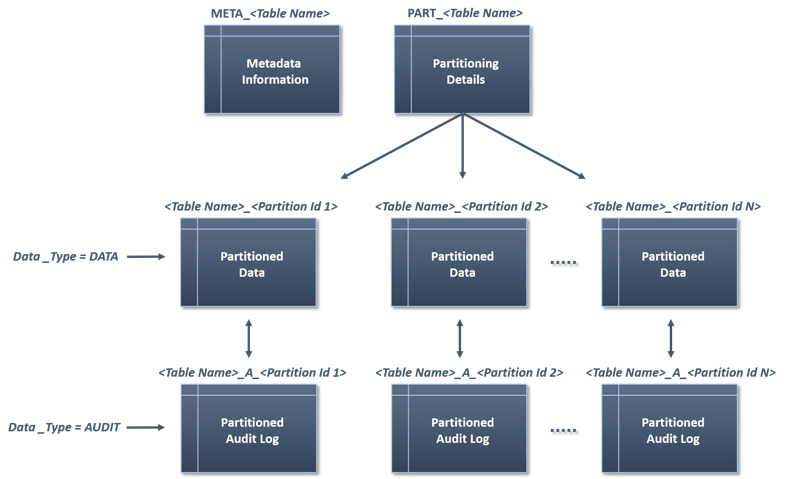 META_<Table Name>
PART_<Table Name>
Metadata
Information
Partitioning
Details
<Table Name>_<Partition Id 1>
<Table Name>_<Partition Id 2>
<Table Name>_<Partition Id N>
Data _Type = DATA
Partitioned
Data
Partitioned
Data
.....
Partitioned
Data
<Table Name>_A_<Partition Id 1>
<Table Name>_A_<Partition Id 2>
<Table Name>_A_<Partition Id N>
Data _Type = AUDIT
Partitioned
Audit Log
Partitioned
Audit Log
.....
Partitioned
Audit Log